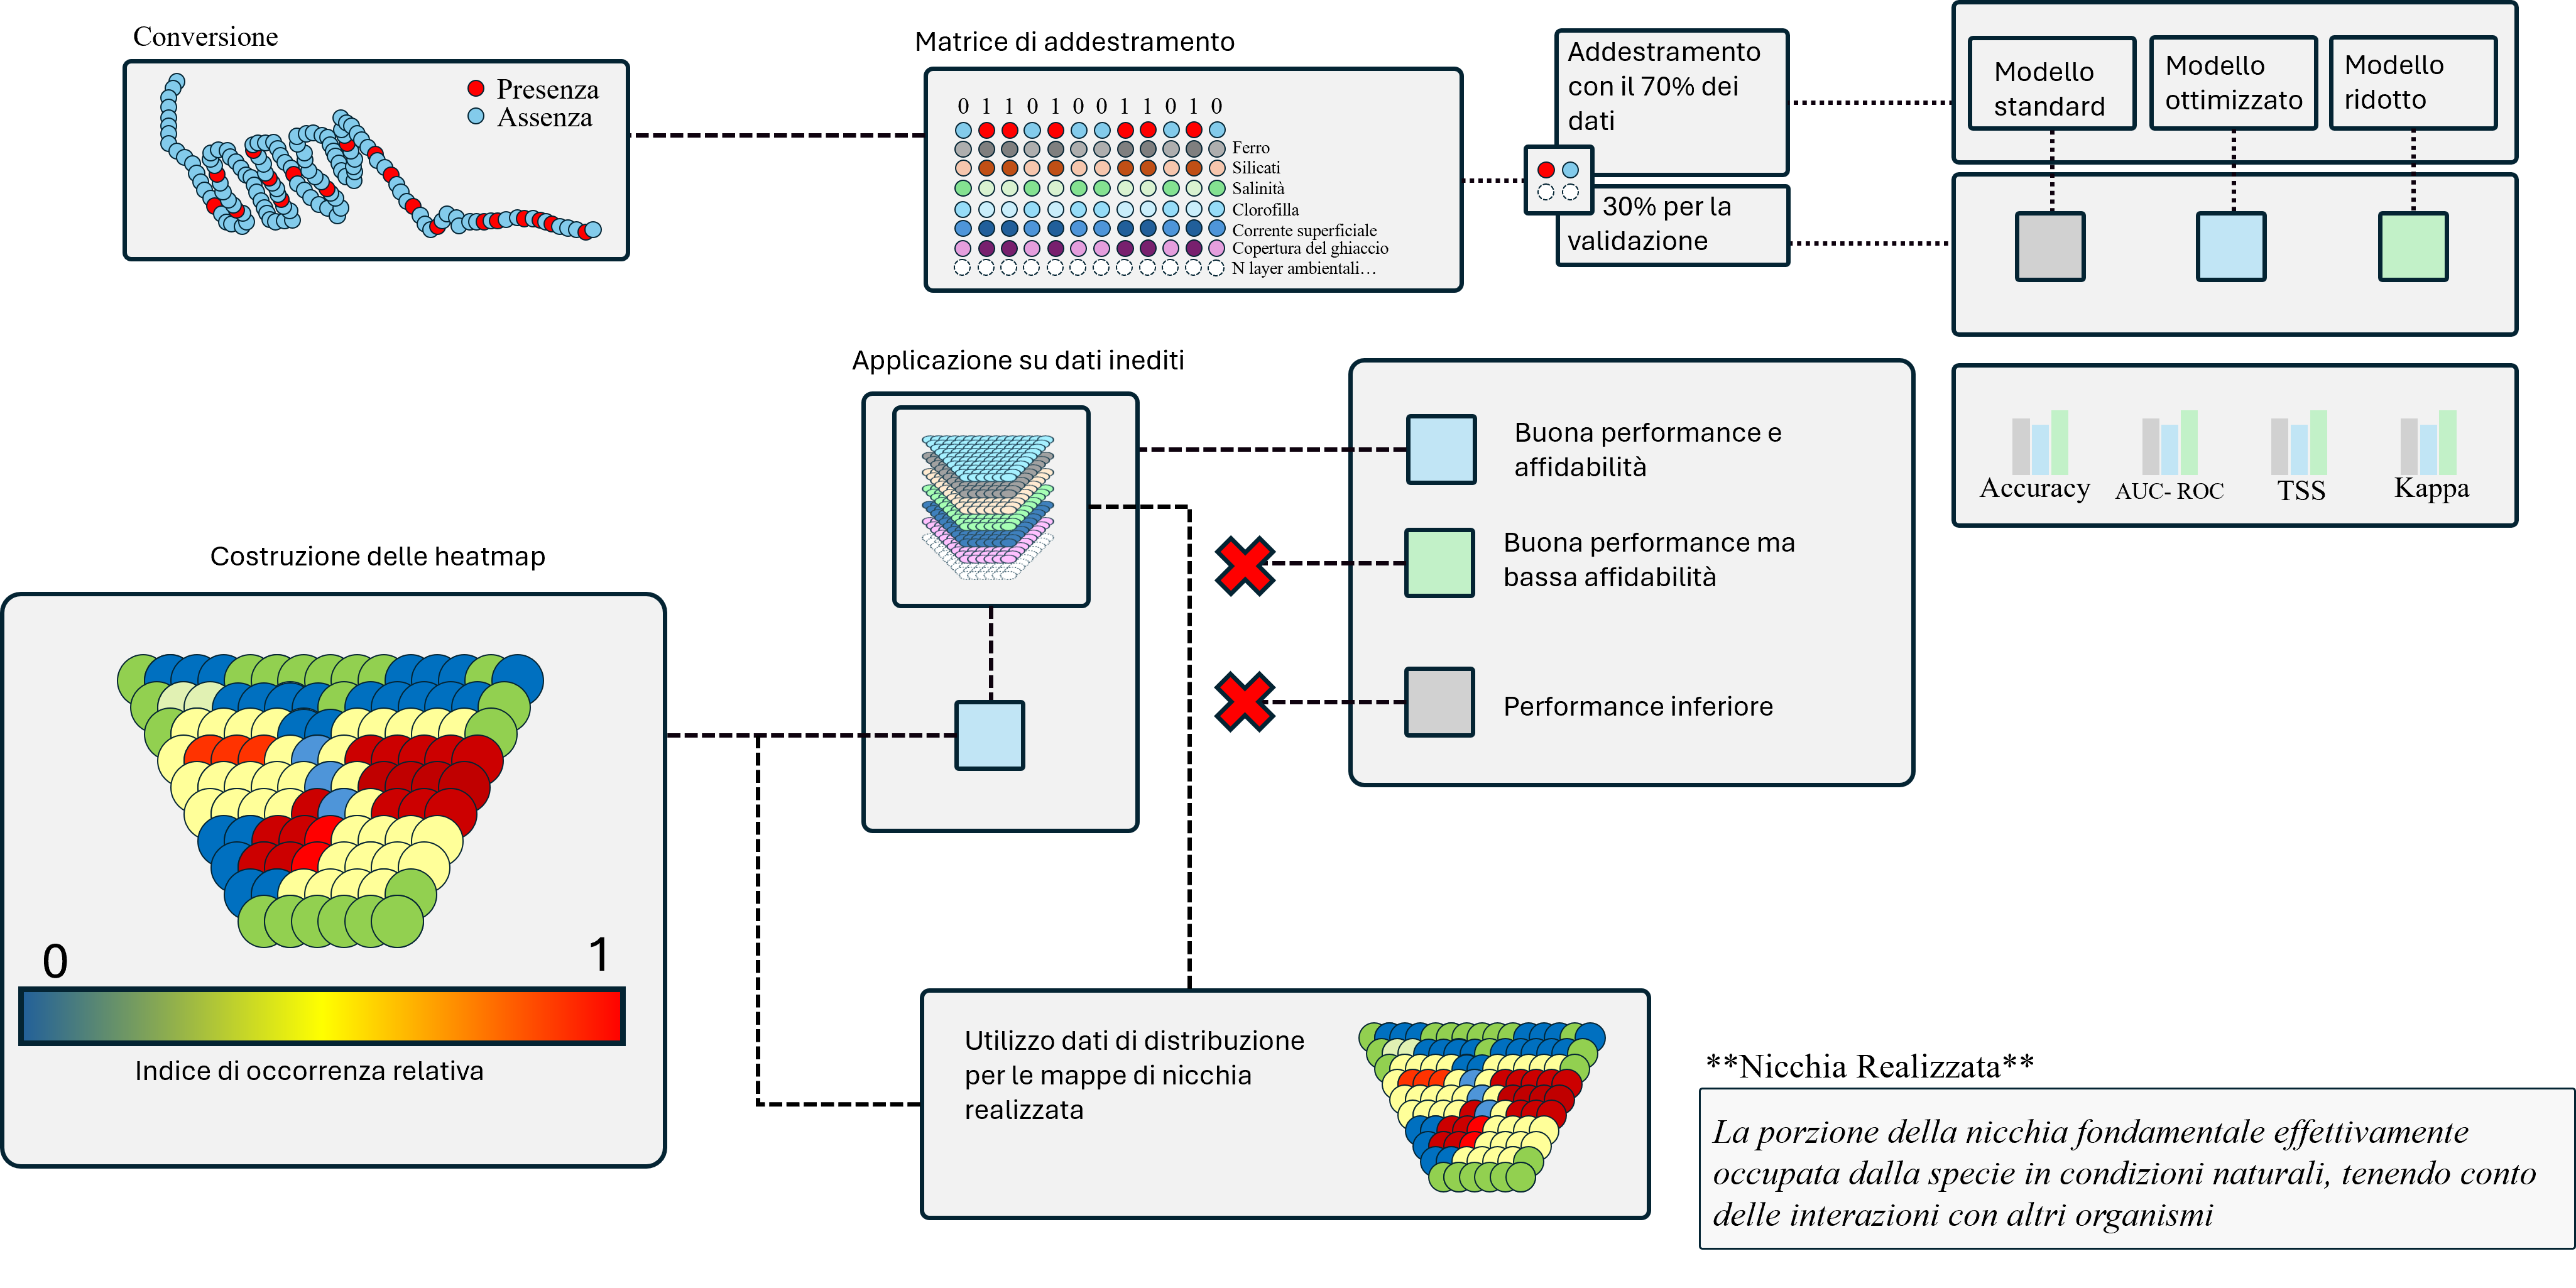 Conversione
Presenza
Assenza
Matrice di addestramento
0 1 1 0 1 0 0 1 1 0 1 0
Ferro
Silicati
Salinità
Clorofilla
Corrente superficiale
Copertura del ghiaccio
N layer ambientali…
Addestramento
con il 70% dei
dati
30% per la
validazione
Modello
standard
Modello
ottimizzato
Modello
ridotto
Accuracy
AUC- ROC
TSS
Kappa
Applicazione su dati inediti
Buona performance e
affidabilità
Buona performance ma
bassa affidabilità
Performance inferiore
Costruzione delle heatmap
0
1
Indice di occorrenza relativa
Utilizzo dati di distribuzione
per le mappe di nicchia
realizzata
**Nicchia Realizzata**
La porzione della nicchia fondamentale effettivamente
occupata dalla specie in condizioni naturali, tenendo conto
delle interazioni con altri organismi